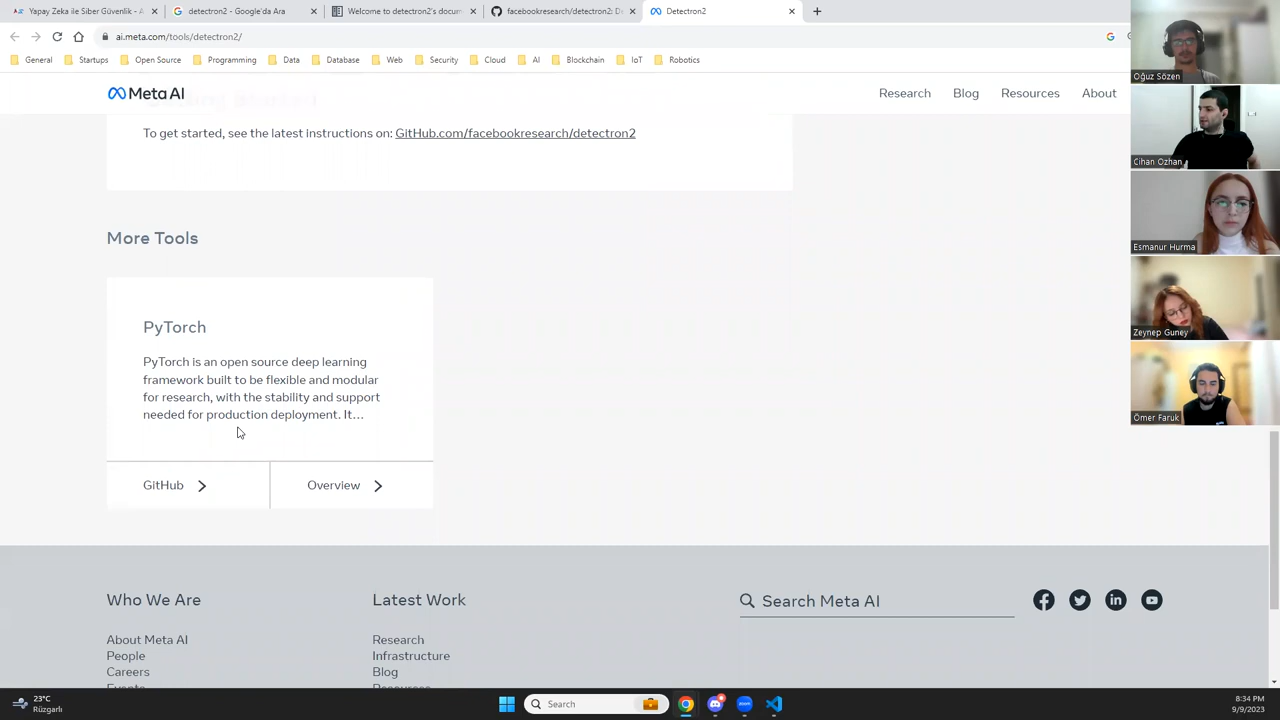 Yapay Zeka ile Siber Güvenlik - A
detectron2 - Google'da Ara
Welcome to detectron2's docum
facebookresearch/detectron2: De
Detectron2
ai.meta.com/tools/detectron2/
General
Startups
Open Source
Programming
Data
Database
Web
Security
Cloud
AI
Blockchain
IoT
Robotics
Meta AI
Research
Blog
Resources
About
To get started, see the latest instructions on: GitHub.com/facebookresearch/detectron2
More Tools
PyTorch
PyTorch is an open source deep learning
framework built to be flexible and modular
for research, with the stability and support
needed for production deployment. It...
GitHub
Overview
Who We Are
Latest Work
Search Meta AI
About Meta AI
Research
People
Infrastructure
Careers
Blog
Events
Resources
Oğuz Sözen
Cihan Ozhan
Esmanur Hurma
Zeynep Guney
Ömer Faruk
23°C
Rüzgarlı
Search
zoom
8:34 PM
9/9/2023